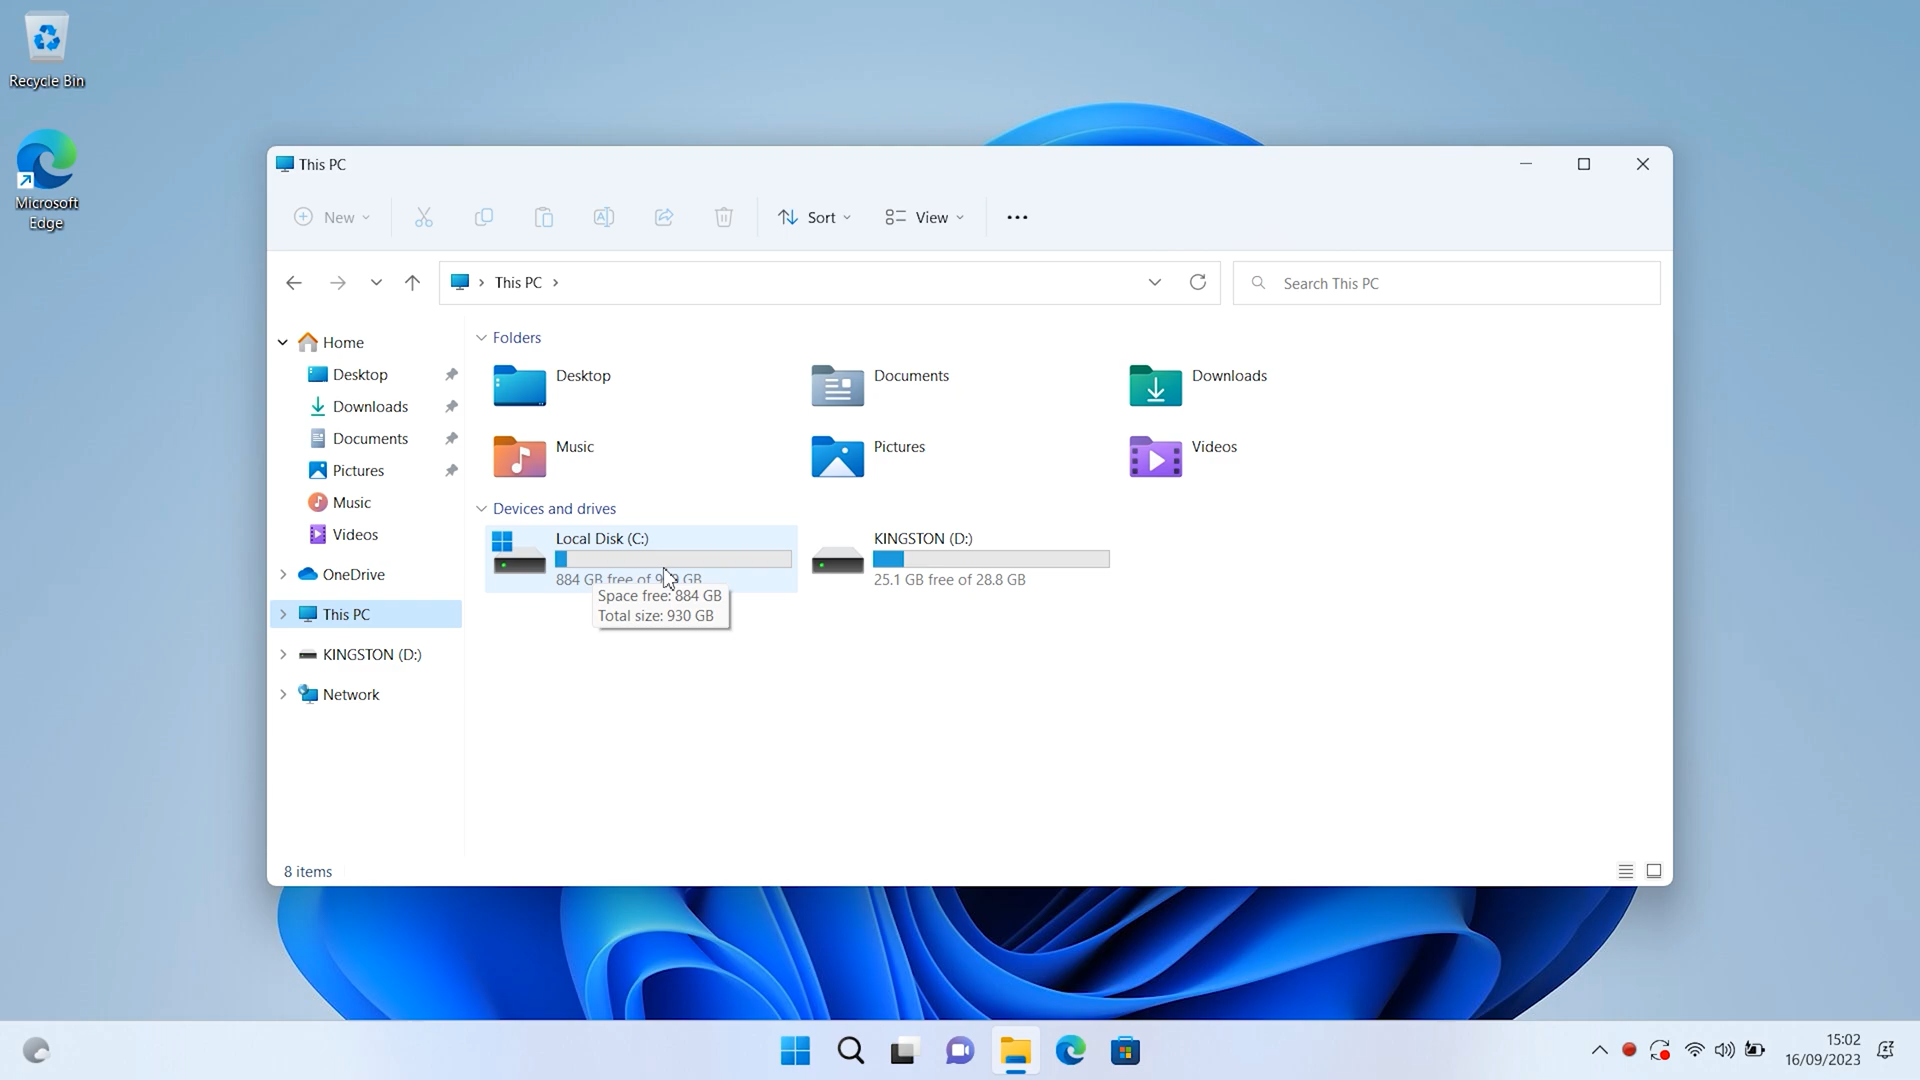 Recycle Bin
Microsoft
Edge
This PC
New
Sort
View
This PC
Search This PC
Home
Desktop
Downloads
Documents
Pictures
Music
Videos
OneDrive
This PC
KINGSTON (D:)
Network
Folders
Desktop
Documents
Downloads
Music
Pictures
Videos
Devices and drives
Local Disk (C:)
884 GB free of GB
Space free: 884 GB
Total size: 930 GB
KINGSTON (D:)
25.1 GB free of 28.8 GB
8 items
15:02
16/09/2023